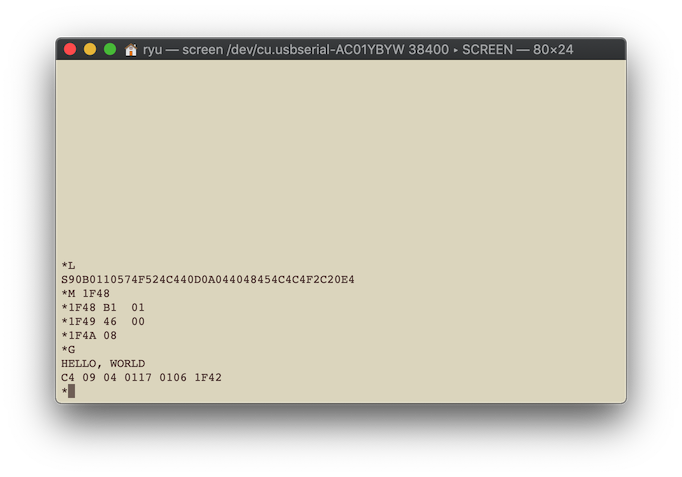 ryu — screen /dev/cu.usbserial-AC01YBYW 38400 ▸ SCREEN — 80×24
*L
S90B0110574F524C440D0A044048454C4C4F2C20E4
*M 1F48
*1F48 B1  01
*1F49 46  00
*1F4A 08
*G
HELLO, WORLD
C4 09 04 0117 0106 1F42
*